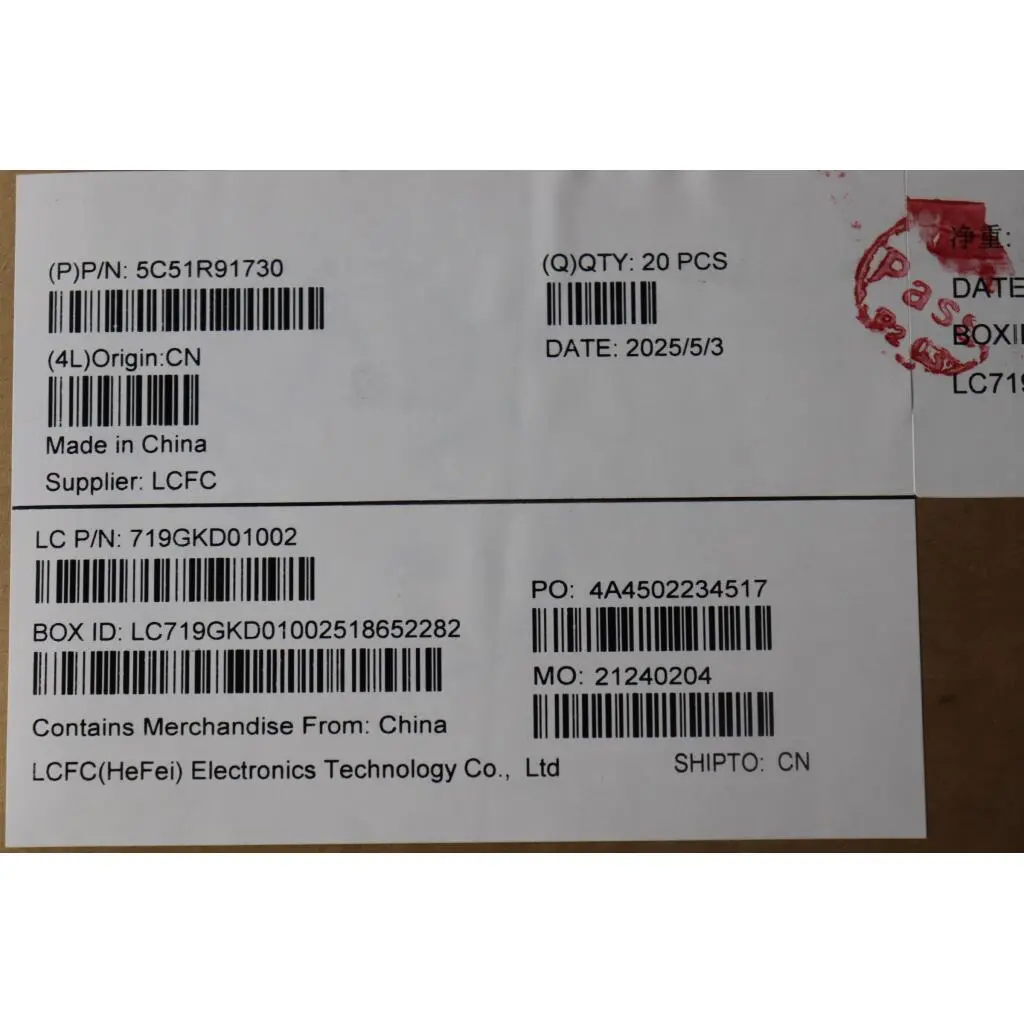 (P)P/N: 5C51R91730
(Q)QTY: 20 PCS
DATE: 2025/5/3
(4L)Origin:CN
Made in China
Supplier: LCFC
LC P/N: 719GKD01002
BOX ID: LC719GKD01002518652282
PO: 4A4502234517
MO: 21240204
Contains Merchandise From: China
LCFC(HeFei) Electronics Technology Co., Ltd
SHIPTO: CN
净重:
DATE
BOXI
LC719
Pass